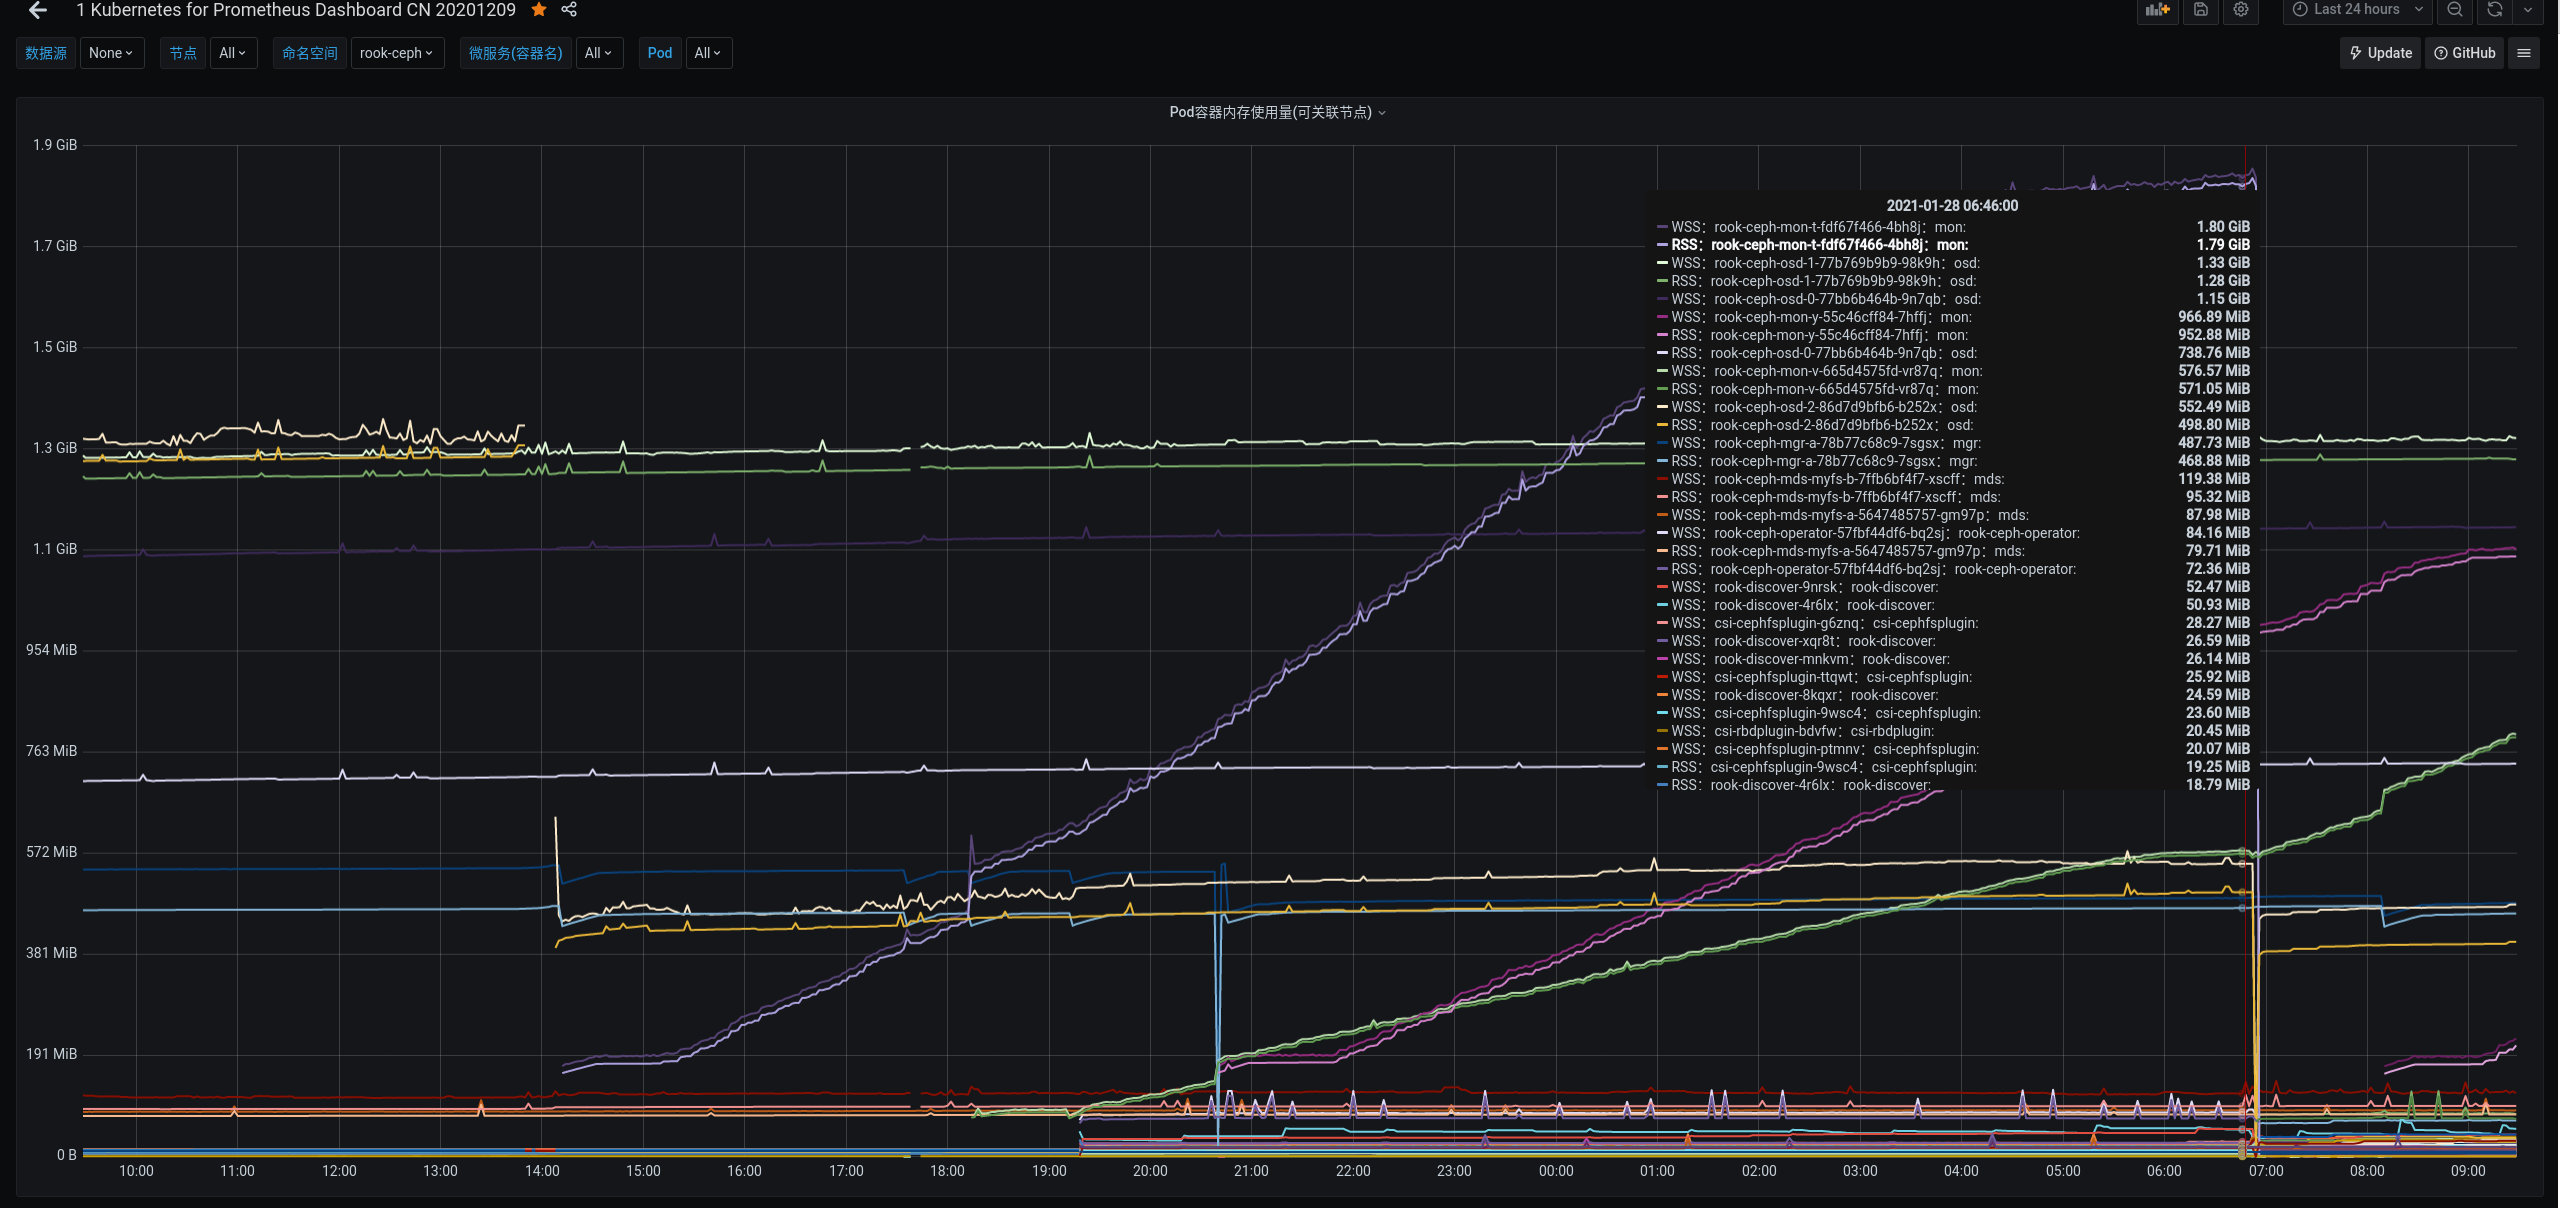 1 Kubernetes for Prometheus Dashboard CN 20201209
Last 24 hours
数据源 None 节点 All 命名空间 rook-ceph 微服务(容器名) All Pod All
Update GitHub
Pod容器内存使用量(可关联节点)
1.9 GiB
1.7 GiB
1.5 GiB
1.3 GiB
1.1 GiB
954 MiB
763 MiB
572 MiB
381 MiB
191 MiB
0 B
2021-01-28 06:46:00
WSS：rook-ceph-mon-t-fdf67f466-4bh8j：mon: 1.80 GiB
RSS：rook-ceph-mon-t-fdf67f466-4bh8j：mon: 1.79 GiB
WSS：rook-ceph-osd-1-77b769b9b9-98k9h：osd: 1.33 GiB
RSS：rook-ceph-osd-1-77b769b9b9-98k9h：osd: 1.28 GiB
WSS：rook-ceph-osd-0-77bb6b464b-9n7qb：osd: 1.15 GiB
WSS：rook-ceph-mon-y-55c46cff84-7hffj：mon: 966.89 MiB
RSS：rook-ceph-mon-y-55c46cff84-7hffj：mon: 952.88 MiB
RSS：rook-ceph-osd-0-77bb6b464b-9n7qb：osd: 738.76 MiB
WSS：rook-ceph-mon-v-665d4575fd-vr87q：mon: 576.57 MiB
RSS：rook-ceph-mon-v-665d4575fd-vr87q：mon: 571.05 MiB
WSS：rook-ceph-osd-2-86d7d9bfb6-b252x：osd: 552.49 MiB
RSS：rook-ceph-osd-2-86d7d9bfb6-b252x：osd: 498.80 MiB
WSS：rook-ceph-mgr-a-78b77c68c9-7sgsx：mgr: 487.73 MiB
RSS：rook-ceph-mgr-a-78b77c68c9-7sgsx：mgr: 468.88 MiB
WSS：rook-ceph-mds-myfs-b-7ffb6bf4f7-xscff：mds: 119.38 MiB
RSS：rook-ceph-mds-myfs-b-7ffb6bf4f7-xscff：mds: 95.32 MiB
WSS：rook-ceph-mds-myfs-a-5647485757-gm97p：mds: 87.98 MiB
WSS：rook-ceph-operator-57fbf44df6-bq2sj：rook-ceph-operator: 84.16 MiB
RSS：rook-ceph-mds-myfs-a-5647485757-gm97p：mds: 79.71 MiB
RSS：rook-ceph-operator-57fbf44df6-bq2sj：rook-ceph-operator: 72.36 MiB
WSS：rook-discover-9nrsk：rook-discover: 52.47 MiB
WSS：rook-discover-4r6lx：rook-discover: 50.93 MiB
WSS：csi-cephfsplugin-g6znq：csi-cephfsplugin: 28.27 MiB
WSS：rook-discover-xqr8t：rook-discover: 26.59 MiB
WSS：rook-discover-mnkvm：rook-discover: 26.14 MiB
WSS：csi-cephfsplugin-ttqwt：csi-cephfsplugin: 25.92 MiB
WSS：rook-discover-8kqxr：rook-discover: 24.59 MiB
WSS：csi-cephfsplugin-9wsc4：csi-cephfsplugin: 23.60 MiB
WSS：csi-rbdplugin-bdvfw：csi-rbdplugin: 20.45 MiB
WSS：csi-cephfsplugin-ptmnv：csi-cephfsplugin: 20.07 MiB
RSS：csi-cephfsplugin-9wsc4：csi-cephfsplugin: 19.25 MiB
RSS：rook-discover-4r6lx：rook-discover: 18.79 MiB
10:00 11:00 12:00 13:00 14:00 15:00 16:00 17:00 18:00 19:00 20:00 21:00 22:00 23:00 00:00 01:00 02:00 03:00 04:00 05:00 06:00 07:00 08:00 09:00